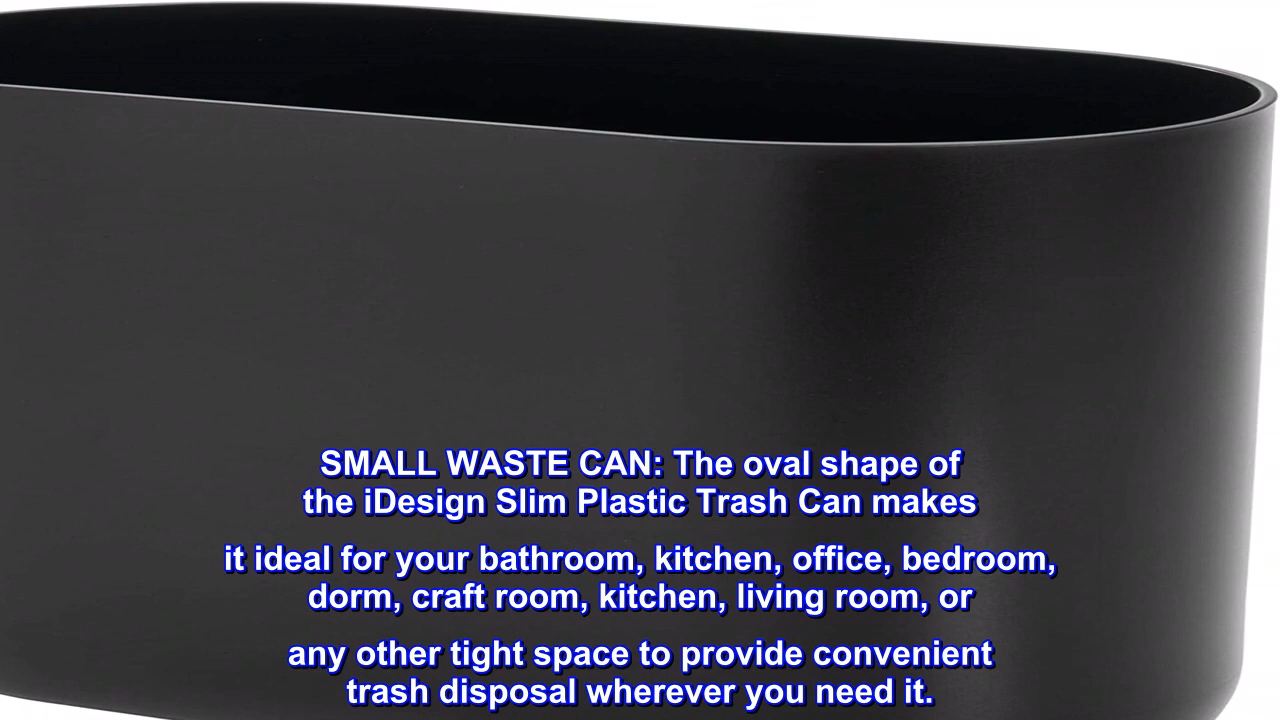 SMALL WASTE CAN: The oval shape of
the iDesign Slim Plastic Trash Can makes
it ideal for your bathroom, kitchen, office, bedroom,
dorm, craft room, kitchen, living room, or
any other tight space to provide convenient
trash disposal wherever you need it.